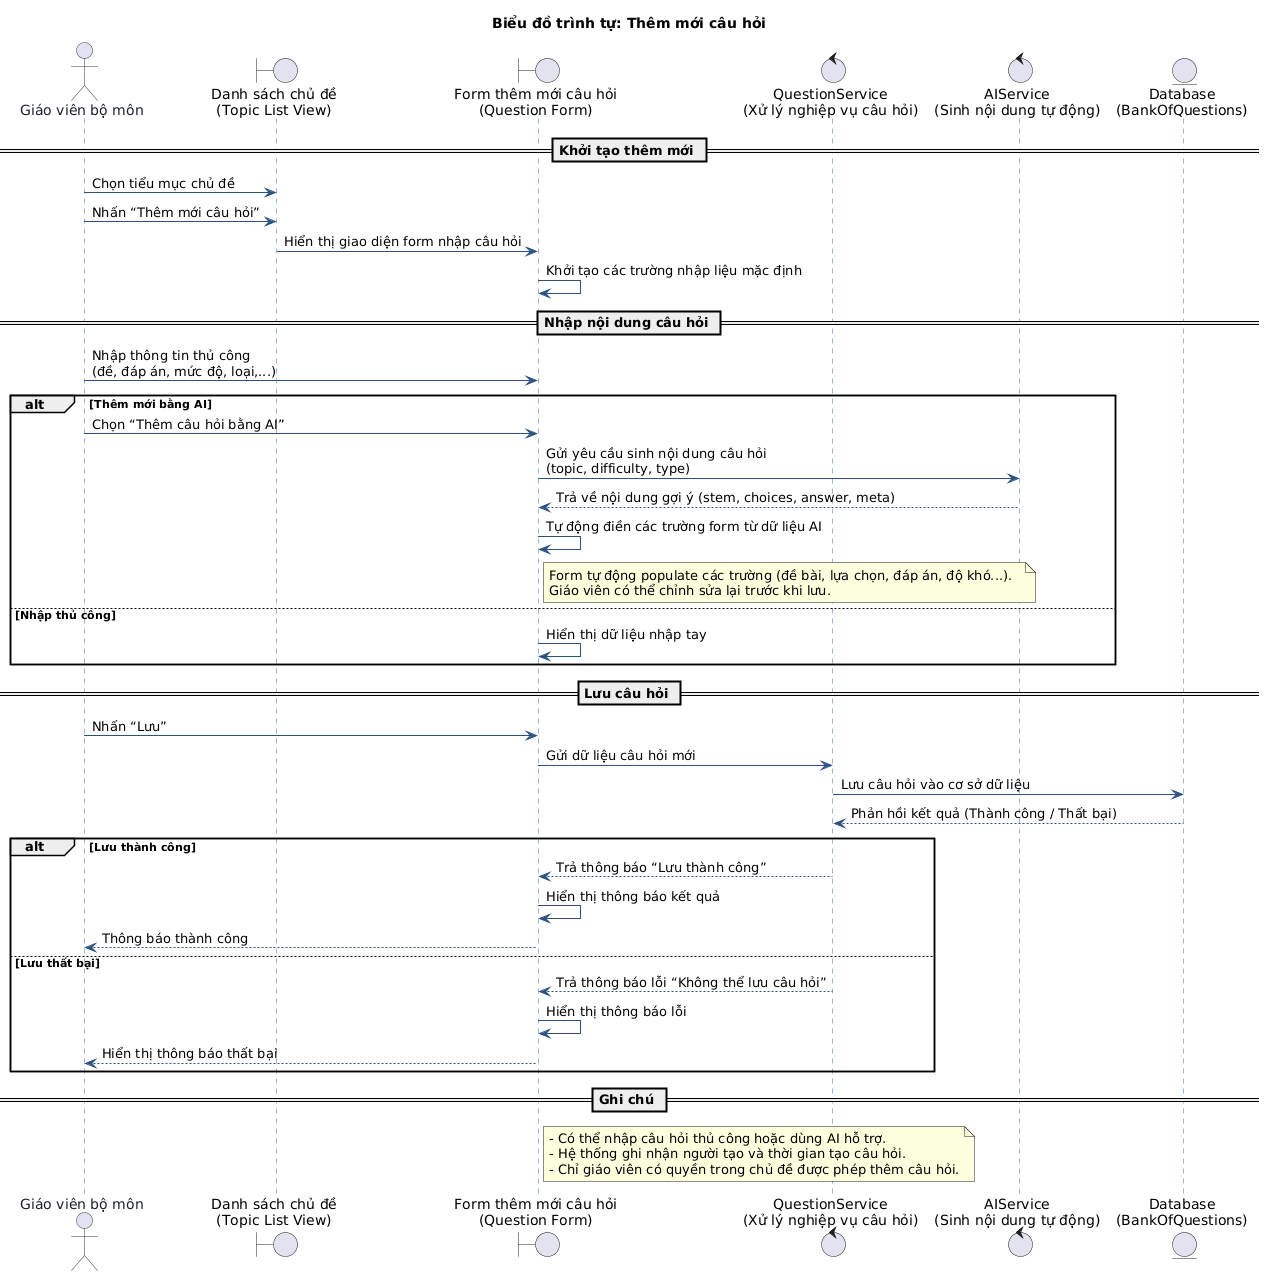 Biểu đồ trình tự: Thêm mới câu hỏi
Giáo viên bộ môn
Danh sách chủ đề
(Topic List View)
Form thêm mới câu hỏi
(Question Form)
QuestionService
(Xử lý nghiệp vụ câu hỏi)
AIService
(Sinh nội dung tự động)
Database
(BankOfQuestions)
Khởi tạo thêm mới
Chọn tiểu mục chủ đề
Nhấn “Thêm mới câu hỏi”
Hiển thị giao diện form nhập câu hỏi
Khởi tạo các trường nhập liệu mặc định
Nhập nội dung câu hỏi
Nhập thông tin thủ công
(đề, đáp án, mức độ, loại,...)
alt
[Thêm mới bằng AI]
Chọn “Thêm câu hỏi bằng AI”
Gửi yêu cầu sinh nội dung câu hỏi
(topic, difficulty, type)
Trả về nội dung gợi ý (stem, choices, answer, meta)
Tự động điền các trường form từ dữ liệu AI
Form tự động populate các trường (đề bài, lựa chọn, đáp án, độ khó...).
Giáo viên có thể chỉnh sửa lại trước khi lưu.
[Nhập thủ công]
Hiển thị dữ liệu nhập tay
Lưu câu hỏi
Nhấn “Lưu”
Gửi dữ liệu câu hỏi mới
Lưu câu hỏi vào cơ sở dữ liệu
Phản hồi kết quả (Thành công / Thất bại)
alt
[Lưu thành công]
Trả thông báo “Lưu thành công”
Hiển thị thông báo kết quả
Thông báo thành công
[Lưu thất bại]
Trả thông báo lỗi “Không thể lưu câu hỏi”
Hiển thị thông báo lỗi
Hiển thị thông báo thất bại
Ghi chú
- Có thể nhập câu hỏi thủ công hoặc dùng AI hỗ trợ.
- Hệ thống ghi nhận người tạo và thời gian tạo câu hỏi.
- Chỉ giáo viên có quyền trong chủ đề được phép thêm câu hỏi.
Giáo viên bộ môn
Danh sách chủ đề
(Topic List View)
Form thêm mới câu hỏi
(Question Form)
QuestionService
(Xử lý nghiệp vụ câu hỏi)
AIService
(Sinh nội dung tự động)
Database
(BankOfQuestions)